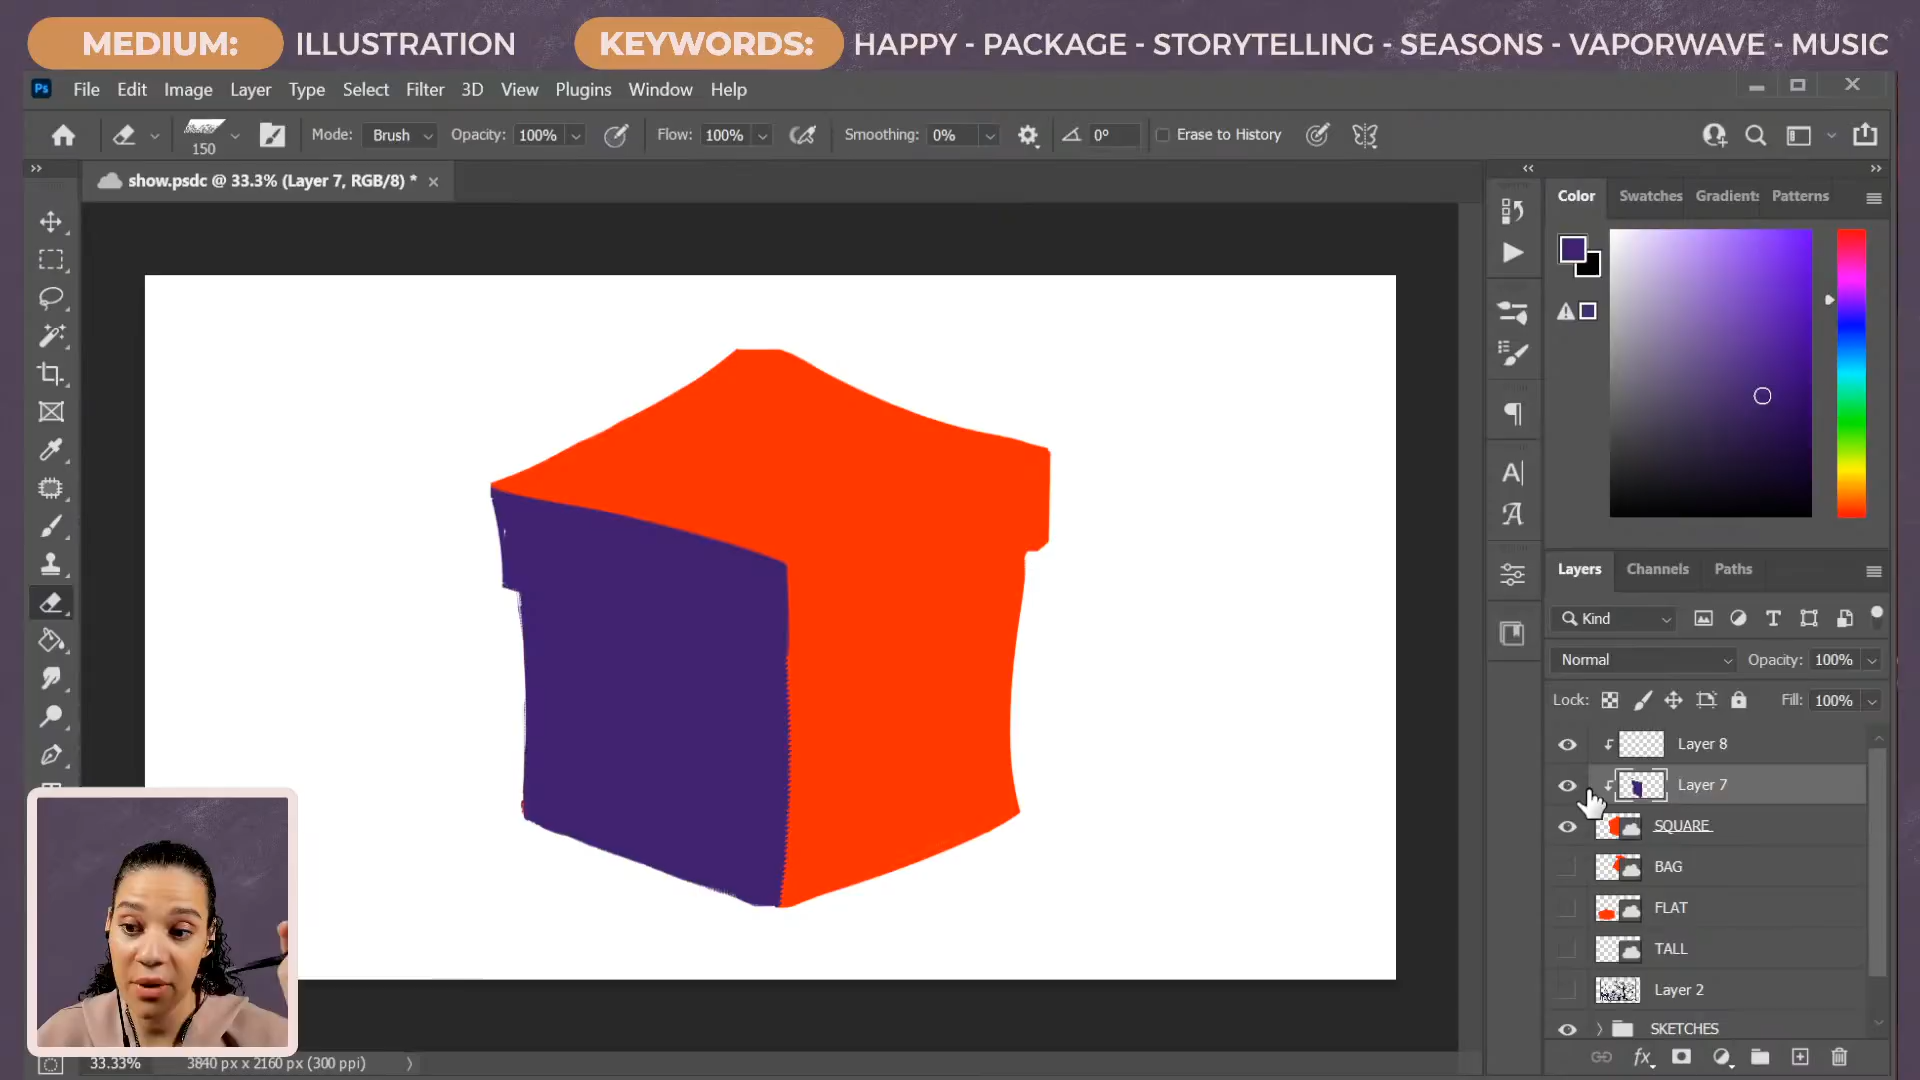 MEDIUM: ILLUSTRATION KEYWORDS: HAPPY - PACKAGE - STORYTELLING - SEASONS - VAPORWAVE - MUSIC
Ps File Edit Image Layer Type Select Filter 3D View Plugins Window Help
150 Mode: Brush Opacity: 100% Flow: 100% Smoothing: 0% 0° Erase to History
show.psdc @ 33.3% (Layer 7, RGB/8) *
Color Swatches Gradients Patterns
Layers Channels Paths
Kind
Normal Opacity: 100%
Lock: Fill: 100%
Layer 8
Layer 7
SQUARE
BAG
FLAT
TALL
Layer 2
SKETCHES
33.33% 3840 px x 2160 px (300 ppi)